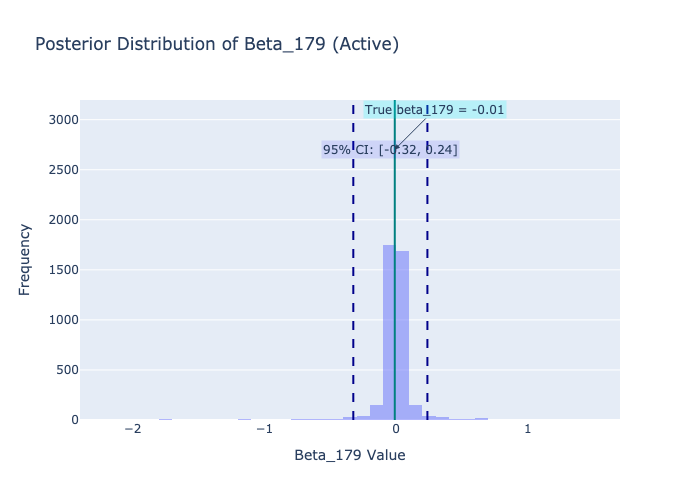 Posterior Distribution of Beta_179 (Active)
True beta_179 = -0.01
95% CI: [-0.32, 0.24]
3000
2500
2000
1500
1000
500
0
Frequency
−2
−1
0
1
Beta_179 Value